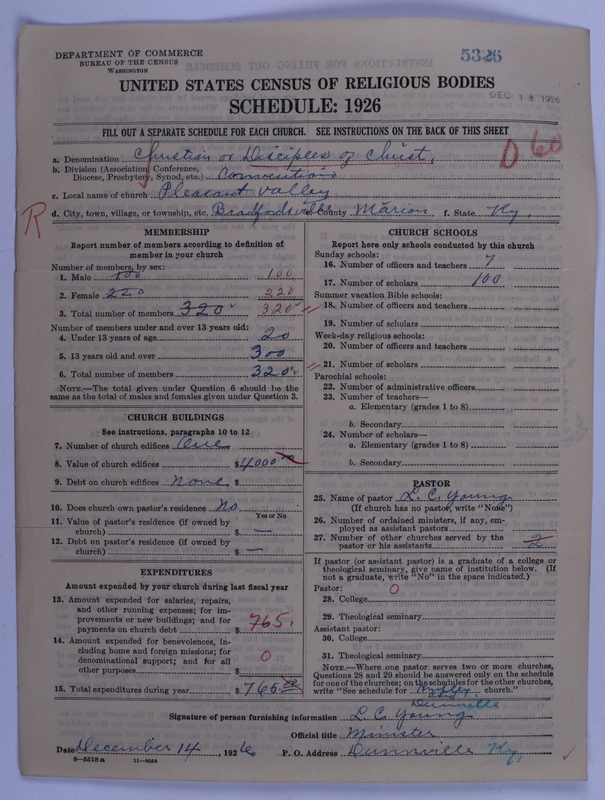 DEPARTMENT OF COMMERCE
BUREAU OF THE CENSUS
WASHINGTON
5326
UNITED STATES CENSUS OF RELIGIOUS BODIES
DEC 18 1926
SCHEDULE: 1926
FILL OUT A SEPARATE SCHEDULE FOR EACH CHURCH. SEE INSTRUCTIONS ON THE BACK OF THIS SHEET
a. Denomination Christian or Disciples of Christ.
D 60
b. Division (Association, Conference, Diocese, Presbytery, Synod, etc.) Convention
c. Local name of church Pleasant Valley
R
d. City, town, village, or township, etc. Bradfordsville e. County Marion f. State Ky.
MEMBERSHIP
Report number of members according to definition of
member in your church
Number of members, by sex:
1. Male 100 100
2. Female 220 220
3. Total number of members 320 320
Number of members under and over 13 years old:
4. Under 13 years of age 20
5. 13 years old and over 300
6. Total number of members 320
NOTE.—The total given under Question 6 should be the
same as the total of males and females given under Question 3.
CHURCH BUILDINGS
See instructions, paragraphs 10 to 12
7. Number of church edifices One
8. Value of church edifices $4000
9. Debt on church edifices None $
10. Does church own pastor's residence No
Yes or No
11. Value of pastor's residence (if owned by
church) $ —
12. Debt on pastor's residence (if owned by
church) $ —
EXPENDITURES
Amount expended by your church during last fiscal year
13. Amount expended for salaries, repairs,
and other running expenses; for im-
provements or new buildings; and for
payments on church debt $ 765.
14. Amount expended for benevolences, in-
cluding home and foreign missions; for
denominational support; and for all
other purposes $ 0
15. Total expenditures during year $ 765.00
CHURCH SCHOOLS
Report here only schools conducted by this church
Sunday schools:
16. Number of officers and teachers 7
17. Number of scholars 100
Summer vacation Bible schools:
18. Number of officers and teachers
19. Number of scholars
Week-day religious schools:
20. Number of officers and teachers
21. Number of scholars
Parochial schools:
22. Number of administrative officers
23. Number of teachers—
a. Elementary (grades 1 to 8)
b. Secondary
24. Number of scholars—
a. Elementary (grades 1 to 8)
b. Secondary
PASTOR
25. Name of pastor L. C. Young
(If church has no pastor, write "None")
26. Number of ordained ministers, if any, em-
ployed as assistant pastors
27. Number of other churches served by the
pastor or his assistants 2
If pastor (or assistant pastor) is a graduate of a college or
theological seminary, give name of institution below. (If
not a graduate, write "No" in the space indicated.)
Pastor: 0
28. College
29. Theological seminary
Assistant pastor:
30. College
31. Theological seminary
NOTE.—Where one pastor serves two or more churches,
Questions 28 and 29 should be answered only on the schedule
for one of the churches; on the schedules for the other churches,
write "See schedule for church."
Dunnville
Signature of person furnishing information L. C. Young
Official title Minister
Date December 14, 1926 P. O. Address Dunnville Ky.
8—5518a 11—9034